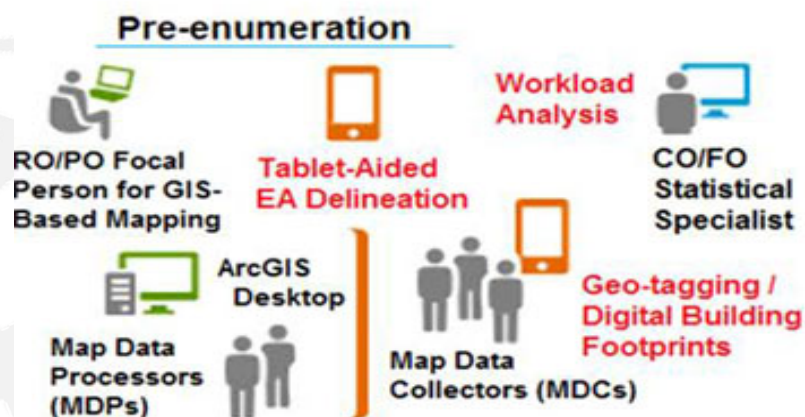 Pre-enumeration
RO/PO Focal
Person for GIS-
Based Mapping
Tablet-Aided
EA Delineation
Workload
Analysis
CO/FO
Statistical
Specialist
ArcGIS
Desktop
Map Data
Processors
(MDPs)
Map Data
Collectors (MDCs)
Geo-tagging /
Digital Building
Footprints